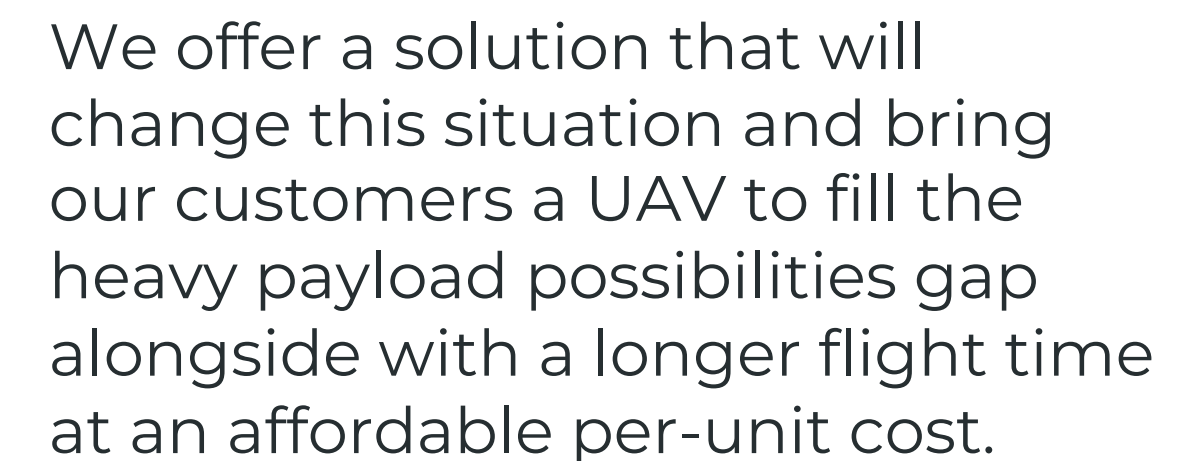 We offer a solution that will
change this situation and bring
our customers a UAV to fill the
heavy payload possibilities gap
alongside with a longer flight time
at an affordable per-unit cost.